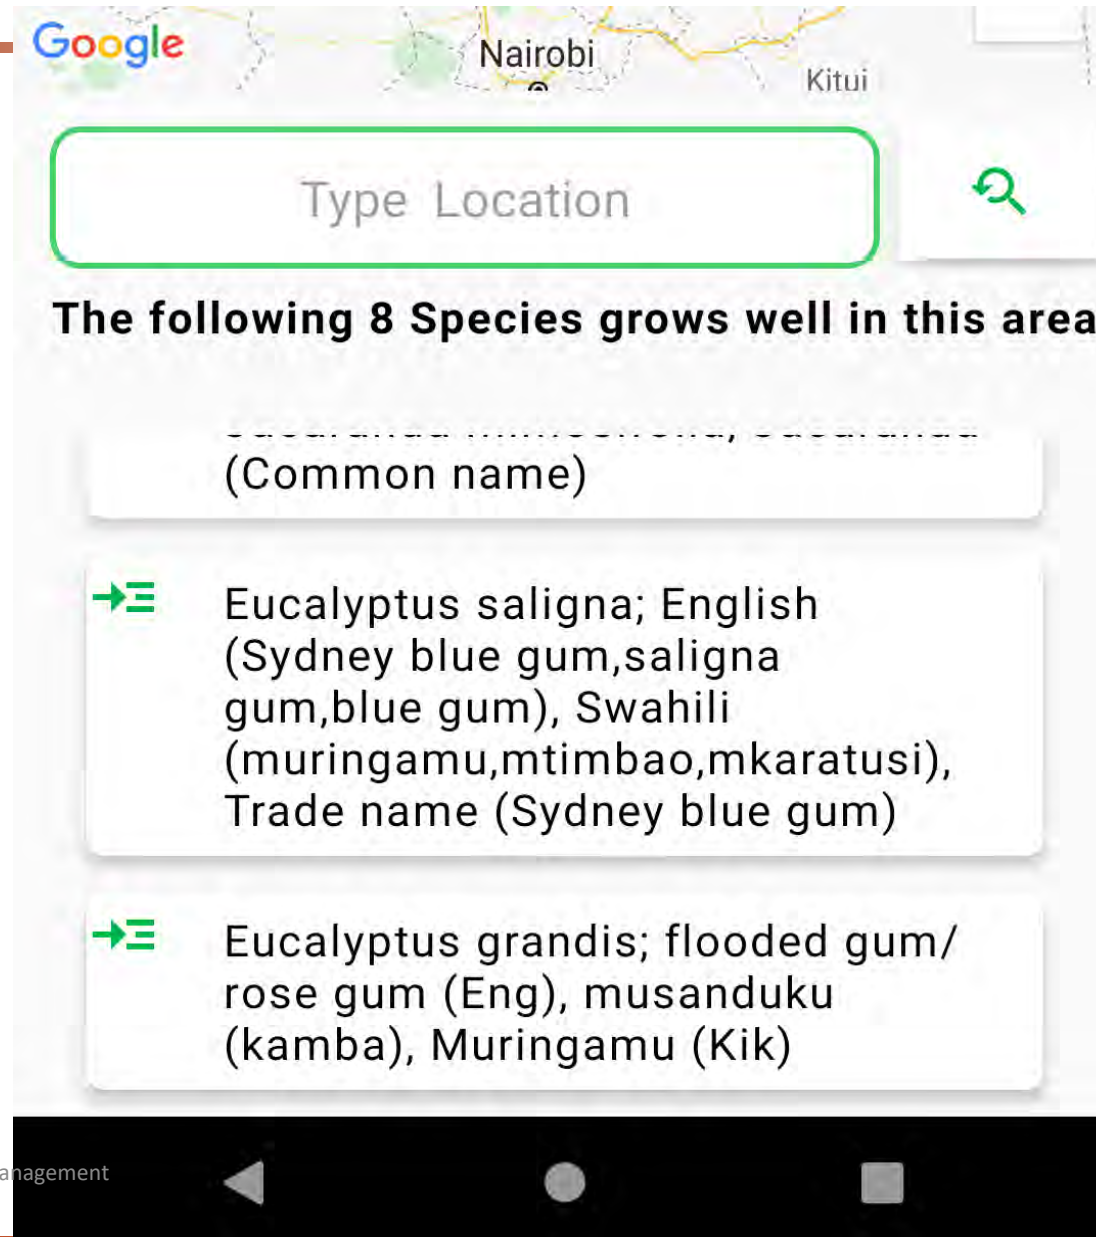 Google
Nairobi
Kitui
Type Location
The following 8 Species grows well in this area
(Common name)
Eucalyptus saligna; English
(Sydney blue gum,saligna
gum,blue gum), Swahili
(muringamu,mtimbao,mkaratusi),
Trade name (Sydney blue gum)
Eucalyptus grandis; flooded gum/
rose gum (Eng), musanduku
(kamba), Muringamu (Kik)
anagement